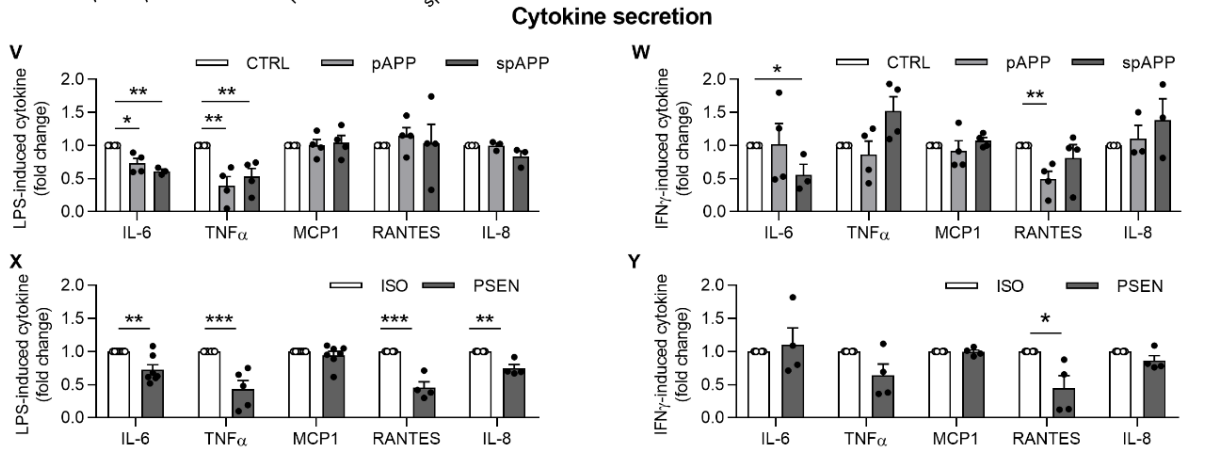 Cytokine secretion
V
CTRL pAPP spAPP
LPS-induced cytokine
(fold change)
2.0
1.5
1.0
0.5
0.0
** **
* **
IL-6 TNFα MCP1 RANTES IL-8
W
CTRL pAPP spAPP
IFNγ-induced cytokine
(fold change)
2.0
1.5
1.0
0.5
0.0
* **
IL-6 TNFα MCP1 RANTES IL-8
X
ISO PSEN
LPS-induced cytokine
(fold change)
2.0
1.5
1.0
0.5
0.0
** *** *** **
IL-6 TNFα MCP1 RANTES IL-8
Y
ISO PSEN
IFNγ-induced cytokine
(fold change)
2.0
1.5
1.0
0.5
0.0
*
IL-6 TNFα MCP1 RANTES IL-8